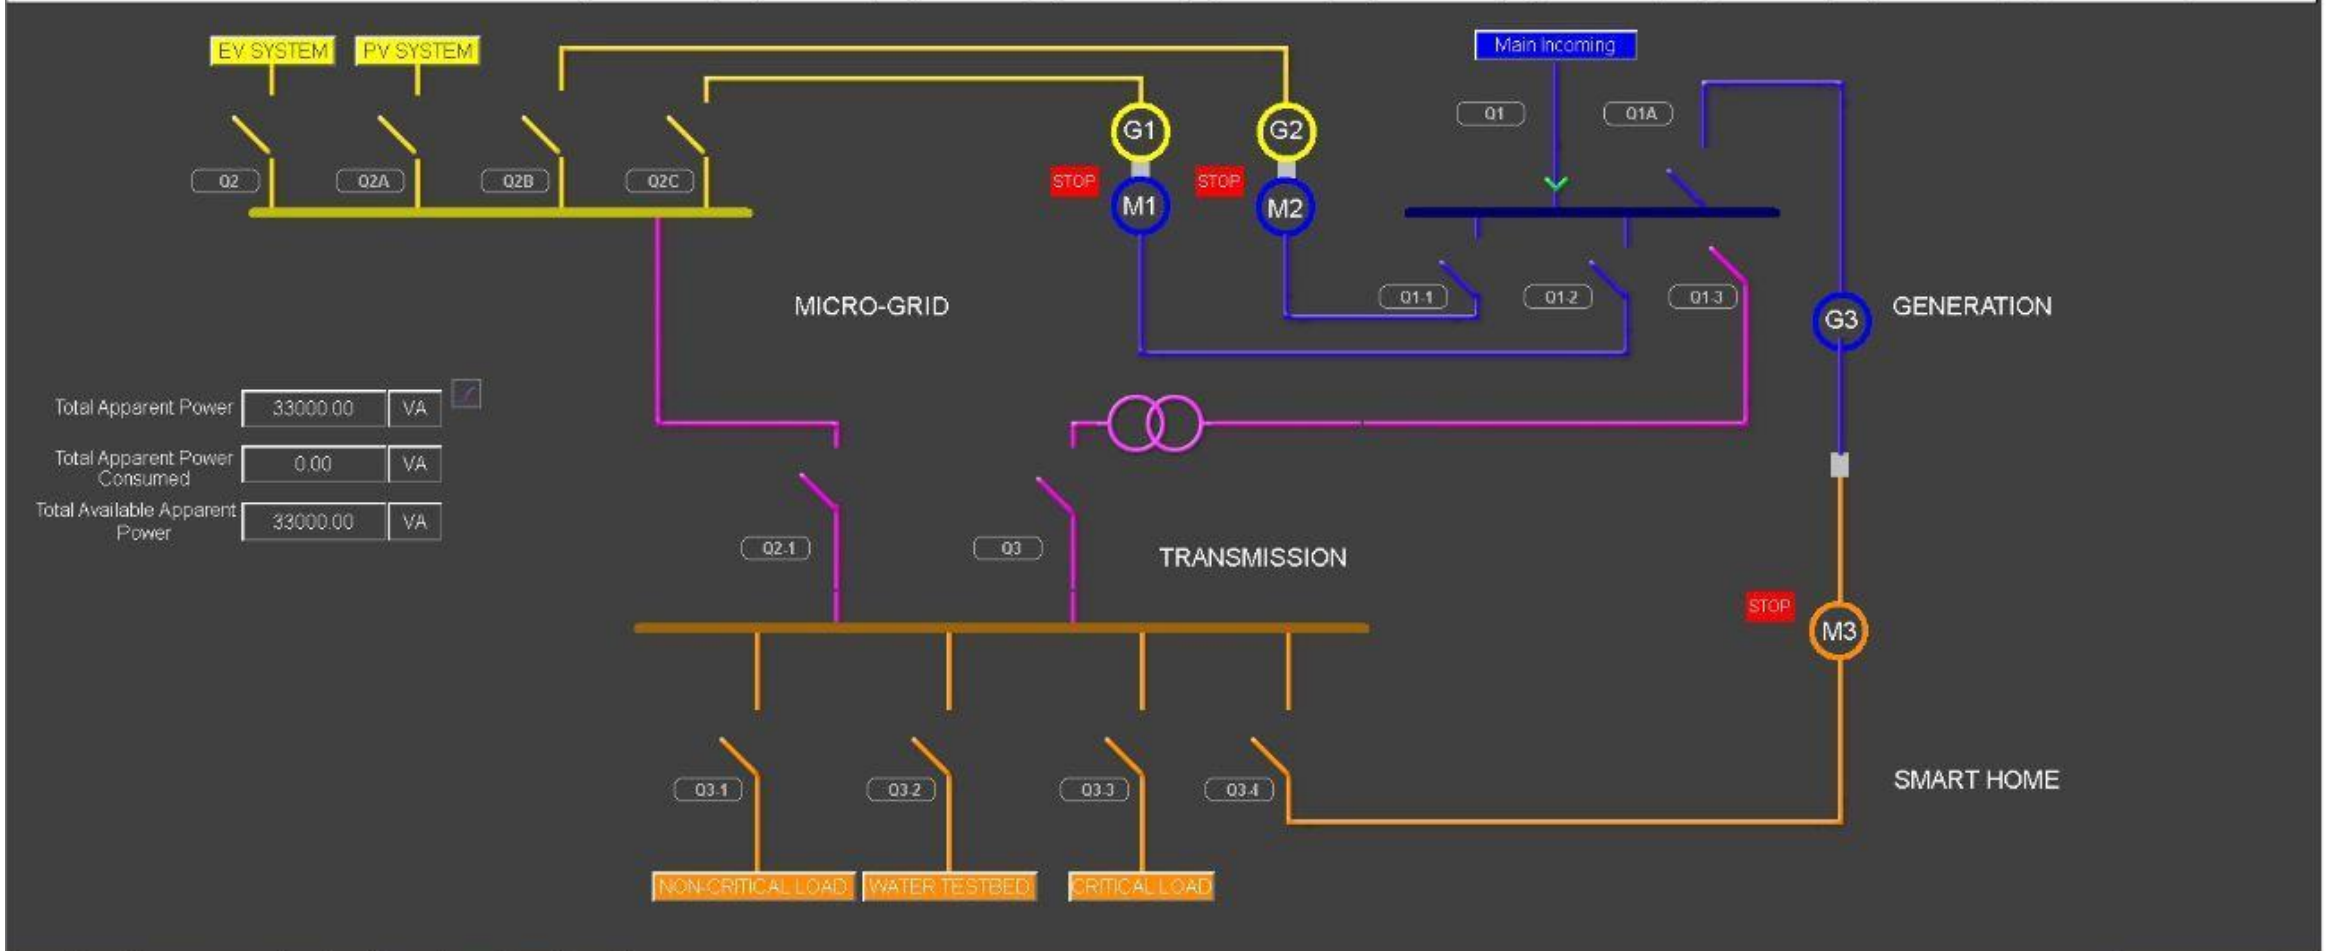 EV SYSTEM
PV SYSTEM
Main Incoming
Q1
Q1A
G1
G2
Q2
Q2A
Q2B
Q2C
STOP
M1
STOP
M2
Q1-1
Q1-2
Q1-3
MICRO-GRID
G3
GENERATION
Total Apparent Power 33000.00 VA
Total Apparent Power
Consumed
0.00 VA
Total Available Apparent
Power
33000.00 VA
Q2-1
Q3
TRANSMISSION
STOP
M3
Q3-1
Q3-2
Q3-3
Q3-4
SMART HOME
NON-CRITICAL LOAD
WATER TESTBED
CRITICAL LOAD